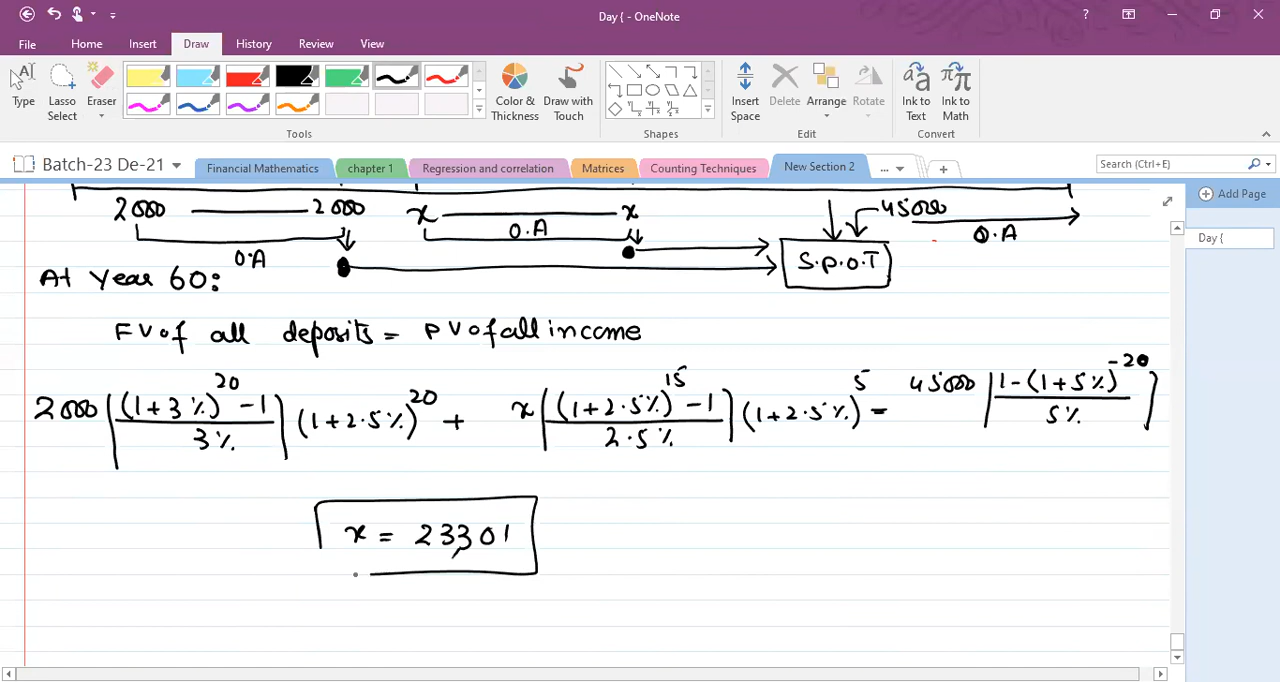 Day { - OneNote
?
File Home Insert Draw History Review View
Type
Lasso Select
Eraser
Color & Thickness
Draw with Touch
Insert Space
Delete
Arrange
Rotate
Ink to Text
Ink to Math
Tools
Shapes
Edit
Convert
Batch-23 De-21
Financial Mathematics
chapter 1
Regression and correlation
Matrices
Counting Techniques
New Section 2
...
Search (Ctrl+E)
Add Page
Day {
2000 2000 x x 45000
O.A O.A O.A
S.P.O.T
At Year 60:
FV of all deposits = PV of all income
2000 [((1+3%)^20 -1)/3%] (1+2.5%)^20 + x [((1+2.5%)^15 -1)/2.5%] (1+2.5%)^5 = 45000 [(1-(1+5%)^-20)/5%]
x = 23,301